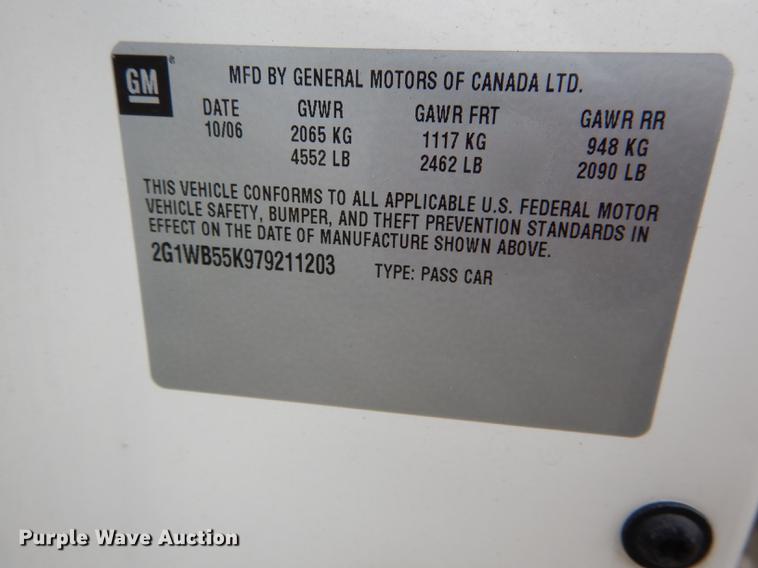 GM
MFD BY GENERAL MOTORS OF CANADA LTD.
DATE GVWR GAWR FRT GAWR RR
10/06 2065 KG 1117 KG 948 KG
4552 LB 2462 LB 2090 LB
THIS VEHICLE CONFORMS TO ALL APPLICABLE U.S. FEDERAL MOTOR
VEHICLE SAFETY, BUMPER, AND THEFT PREVENTION STANDARDS IN
EFFECT ON THE DATE OF MANUFACTURE SHOWN ABOVE.
2G1WB55K979211203 TYPE: PASS CAR
Purple Wave Auction